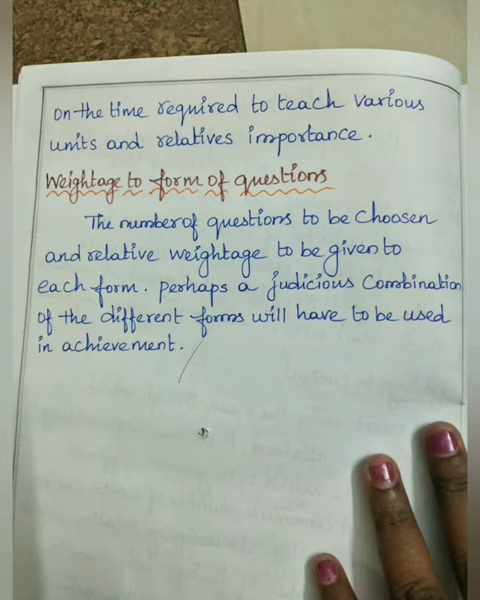 on the time required to teach various
units and relatives importance.
Weightage to form of questions
The number of questions to be choosen
and relative weightage to be given to
each form. perhaps a judicious Combination
of the different forms will have to be used
in achievement.